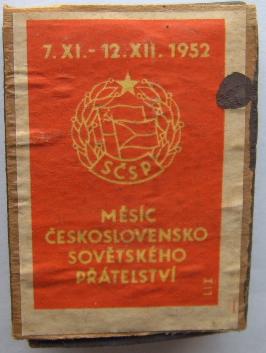 7. XI. - 12. XII. 1952
SČSP
MĚSÍC
ČESKOSLOVENSKO
SOVĚTSKÉHO
PŘÁTELSTVÍ